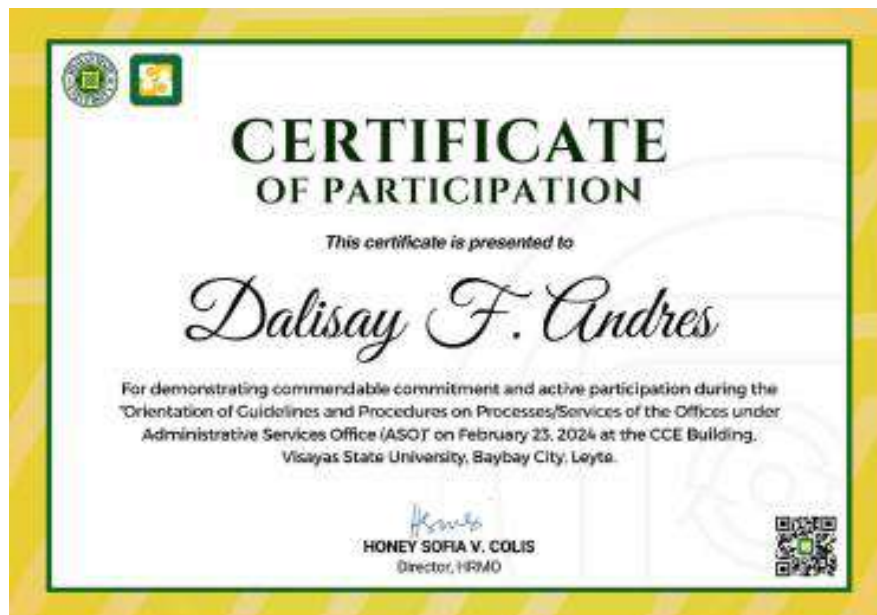 CERTIFICATE
OF PARTICIPATION
This certificate is presented to
Dalisay F. Andres
For demonstrating commendable commitment and active participation during the
"Orientation of Guidelines and Procedures on Processes/Services of the Offices under
Administrative Services Office (ASO)" on February 23, 2024 at the CCE Building,
Visayas State University, Baybay City, Leyte.
HONEY SOFIA V. COLIS
Director, HRMO